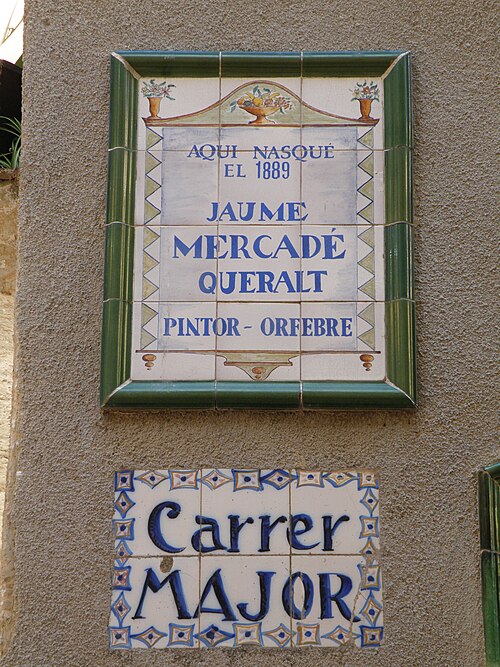 AQUI NASQUÉ
EL 1889
JAUME
MERCADÉ
QUERALT
PINTOR - ORFEBRE
Carrer
MAJOR